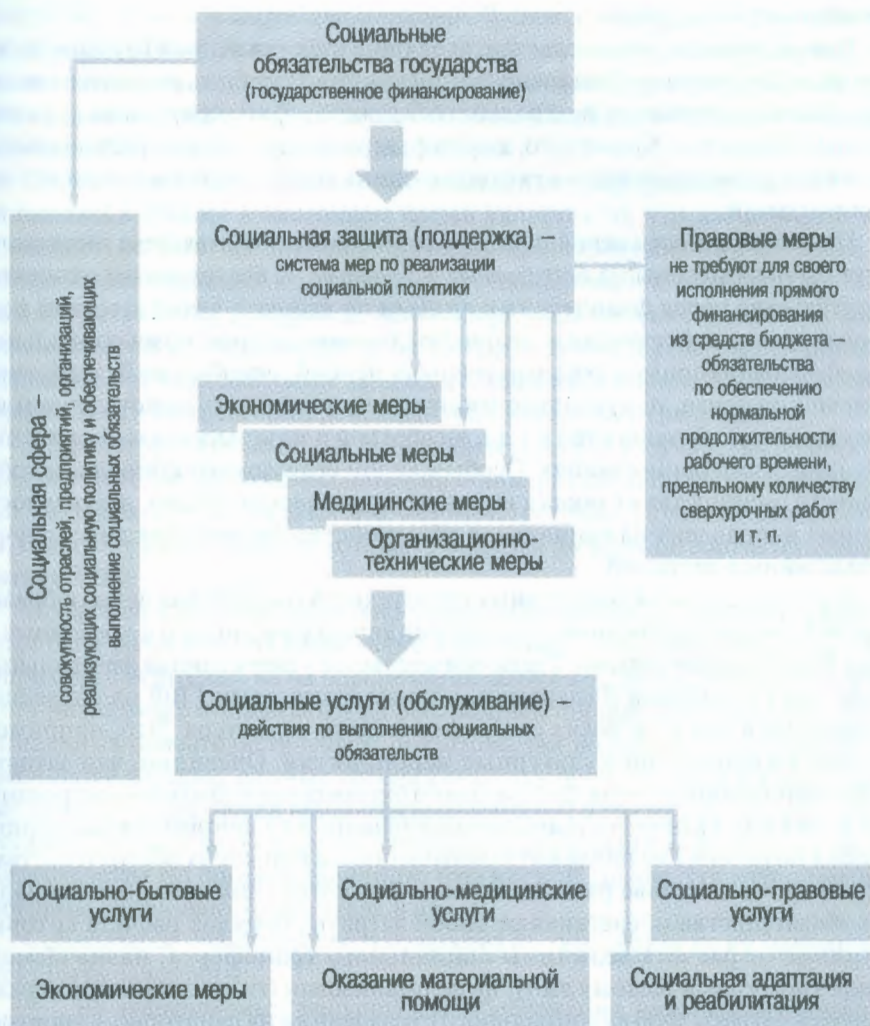 Социальные
обязательства государства
(государственное финансирование)
Социальная защита (поддержка) –
система мер по реализации
социальной политики
Правовые меры
не требуют для своего
исполнения прямого
финансирования
из средств бюджета –
обязательства
по обеспечению
нормальной
продолжительности
рабочего времени,
предельному количеству
сверхурочных работ
и т. п.
Социальная сфера –
совокупность отраслей, предприятий, организаций,
реализующих социальную политику и обеспечивающих
выполнение социальных обязательств
Экономические меры
Социальные меры
Медицинские меры
Организационно-
технические меры
Социальные услуги (обслуживание) –
действия по выполнению социальных
обязательств
Социально-бытовые
услуги
Социально-медицинские
услуги
Социально-правовые
услуги
Экономические меры
Оказание материальной
помощи
Социальная адаптация
и реабилитация